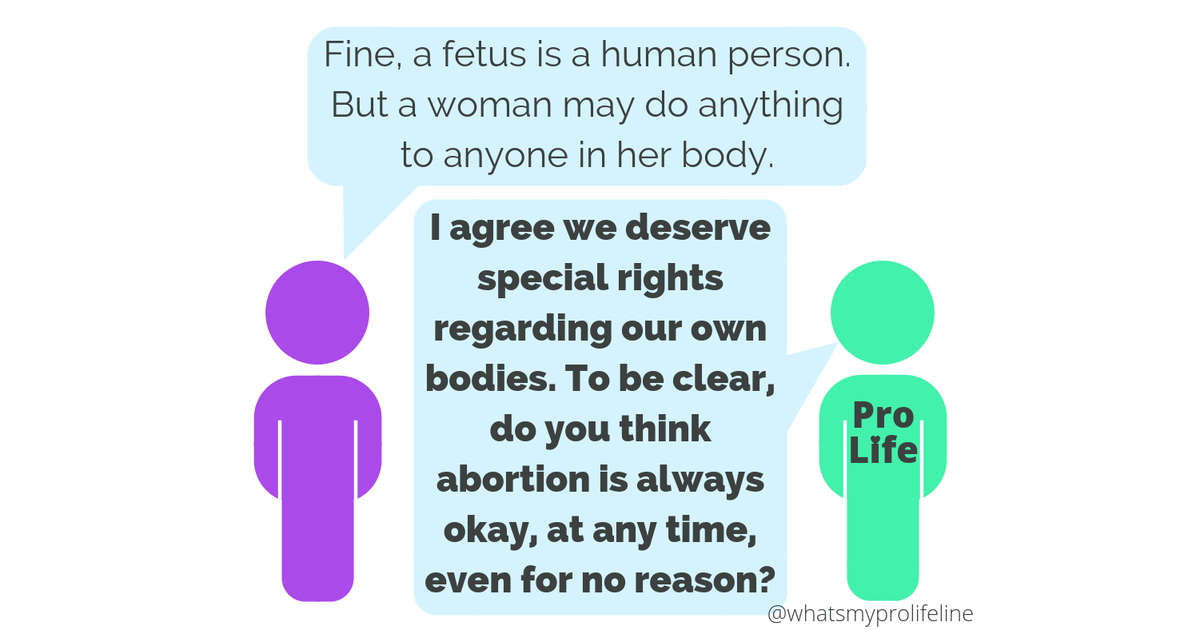 Fine, a fetus is a human person.
But a woman may do anything
to anyone in her body.
I agree we deserve
special rights
regarding our own
bodies. To be clear,
do you think
abortion is always
okay, at any time,
even for no reason?
Pro
Life
@whatsmyprolifeline